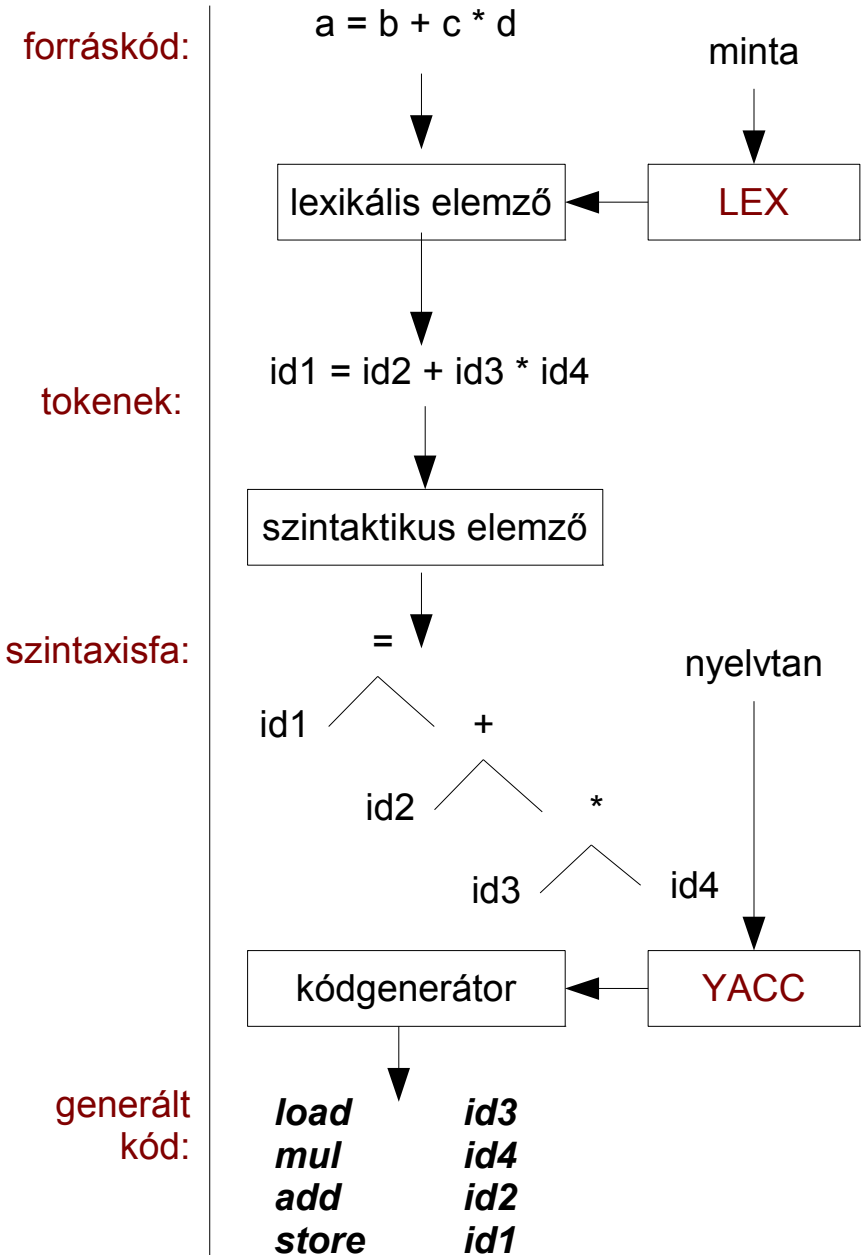 forráskód:
a = b + c * d
minta
lexikális elemző
LEX
tokenek:
id1 = id2 + id3 * id4
szintaktikus elemző
szintaxisfa:
=
nyelvtan
id1
+
id2
*
id3
id4
kódgenerátor
YACC
generált
kód:
load id3
mul id4
add id2
store id1